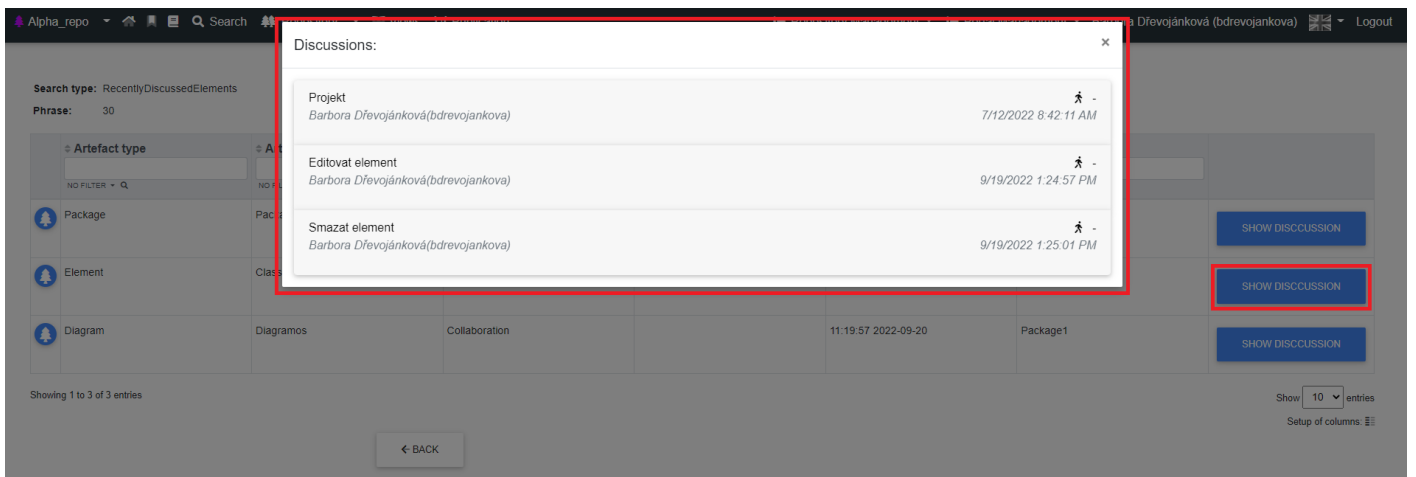 Alpha_repo Search Barbora Dřevojánková (bdrevojankova) Logout
Discussions: ×
Search type: RecentlyDiscussedElements
Phrase: 30
Projekt -
Barbora Dřevojánková(bdrevojankova) 7/12/2022 8:42:11 AM
Editovat element -
Barbora Dřevojánková(bdrevojankova) 9/19/2022 1:24:57 PM
Smazat element -
Barbora Dřevojánková(bdrevojankova) 9/19/2022 1:25:01 PM
Artefact type
NO FILTER
Package SHOW DISCCUSSION
Element SHOW DISCCUSSION
Diagram Diagramos Collaboration 11:19:57 2022-09-20 Package1 SHOW DISCCUSSION
Showing 1 to 3 of 3 entries Show 10 entries
Setup of columns:
BACK